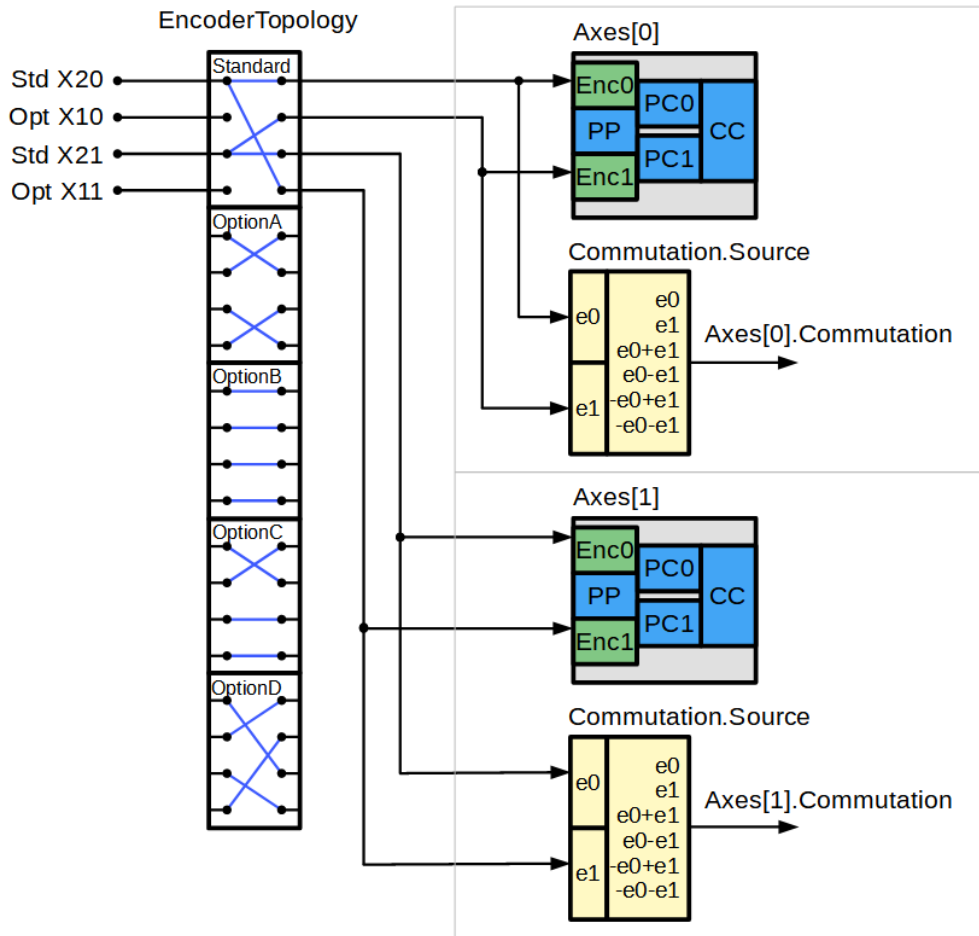 EncoderTopology
Std X20
Opt X10
Std X21
Opt X11
Standard
OptionA
OptionB
OptionC
OptionD
Axes[0]
Enc0
PP
Enc1
PC0
PC1
CC
Commutation.Source
e0
e1
e0
e1
e0+e1
e0-e1
-e0+e1
-e0-e1
Axes[0].Commutation
Axes[1]
Enc0
PP
Enc1
PC0
PC1
CC
Commutation.Source
e0
e1
e0
e1
e0+e1
e0-e1
-e0+e1
-e0-e1
Axes[1].Commutation